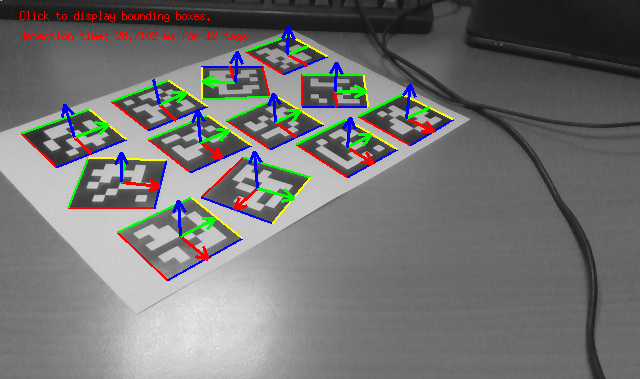 Click to display bounding boxes.
Detection time: ms for 12 tags